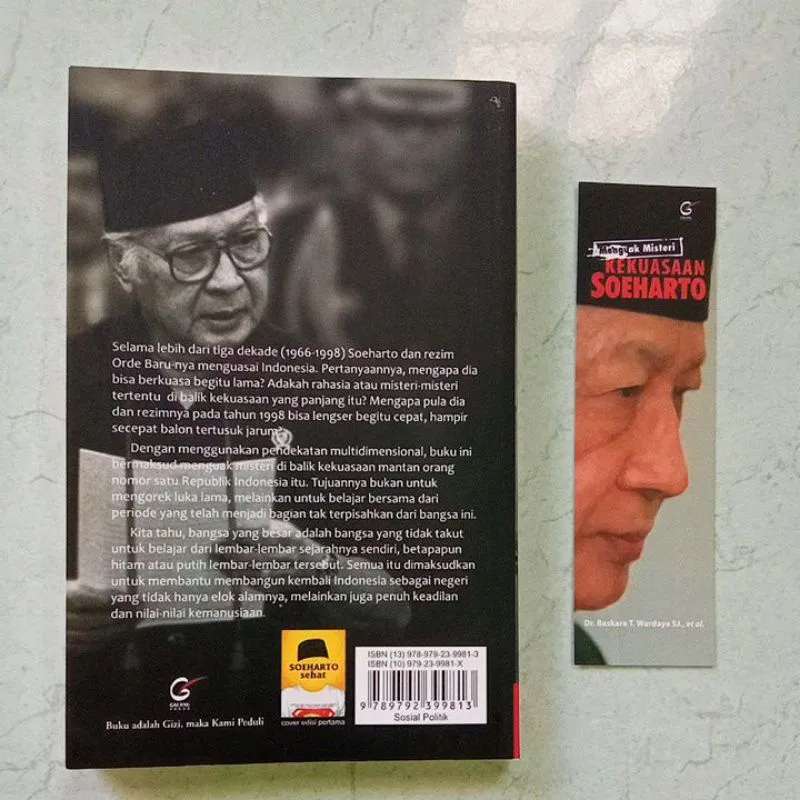 Selama lebih dari tiga dekade (1966-1998) Soeharto dan rezim
Orde Baru-nya menguasai Indonesia. Pertanyaannya, mengapa dia
bisa berkuasa begitu lama? Adakah rahasia atau misteri-misteri
tertentu di balik kekuasaan yang panjang itu? Mengapa pula dia
dan rezimnya pada tahun 1998 bisa lengser begitu cepat, hampir
secepat balon tertusuk jarum?
Dengan menggunakan pendekatan multidimensional, buku ini
bermaksud menguak misteri di balik kekuasaan mantan orang
nomor satu Republik Indonesia itu. Tujuannya bukan untuk
mengorek luka lama, melainkan untuk belajar bersama dari
periode yang telah menjadi bagian tak terpisahkan dari bangsa ini.
Kita tahu, bangsa yang besar adalah bangsa yang tidak takut
untuk belajar dari lembar-lembar sejarahnya sendiri, betapapun
hitam atau putih lembar-lembar tersebut. Semua itu dimaksudkan
untuk membantu membangun kembali Indonesia sebagai negeri
yang tidak hanya elok alamnya, melainkan juga penuh keadilan
dan nilai-nilai kemanusiaan.
GALANG
PRESS
Buku adalah Gizi, maka Kami Peduli
SOEHARTO
sehat
cover edisi pertama
ISBN (13) 978-979-23-9981-3
ISBN (10) 979-23-9981-X
9 789792 399813
Sosial Politik
Menguak Misteri
KEKUASAAN
SOEHARTO
Dr. Baskara T. Wardaya SJ., et al.